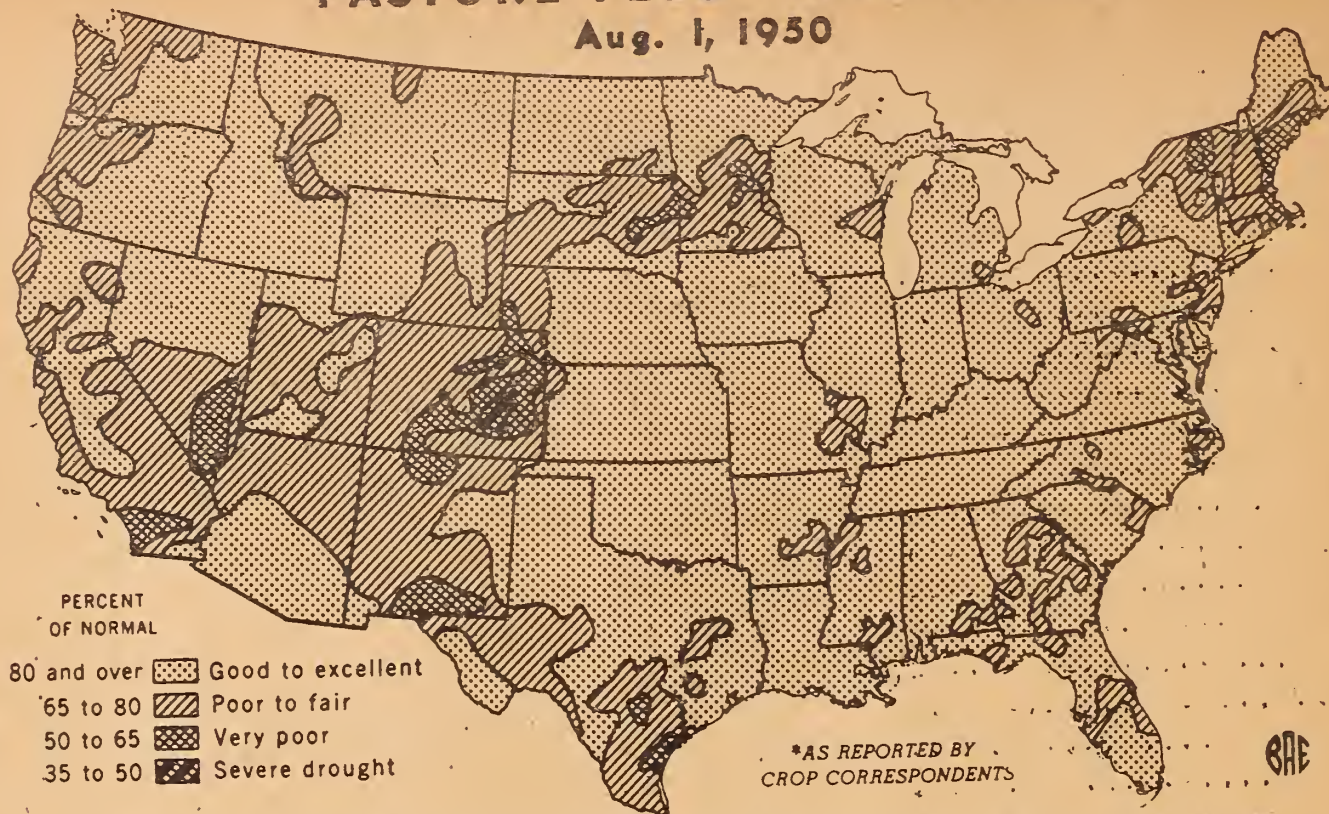 Aug. 1, 1950
PERCENT
OF NORMAL
80 and over Good to excellent
65 to 80 Poor to fair
50 to 65 Very poor
35 to 50 Severe drought
*AS REPORTED BY
CROP CORRESPONDENTS
BAE